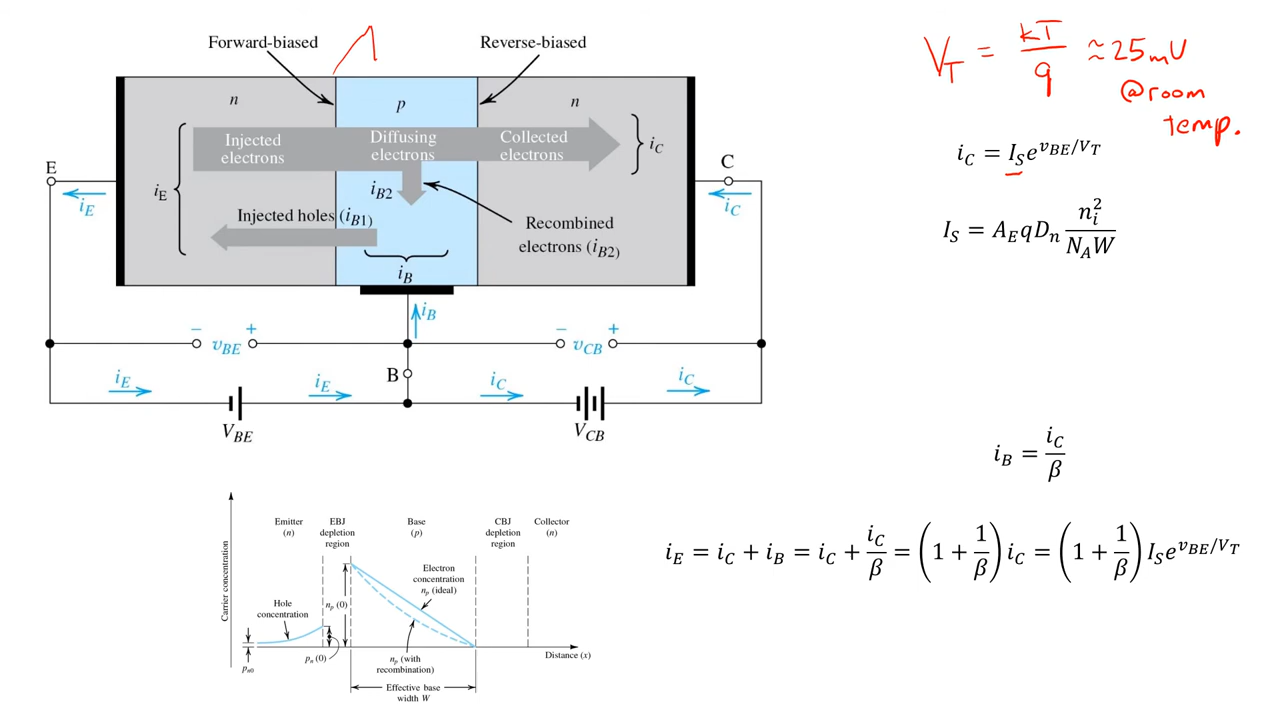 Forward-biased
Reverse-biased
n
p
n
Injected electrons
Diffusing electrons
Collected electrons
i_C
i_E
i_B2
Injected holes (i_B1)
Recombined electrons (i_B2)
i_B
E
i_E
C
i_C
i_B
− v_BE +
− v_CB +
B
i_E
i_E
i_C
i_C
V_BE
V_CB
V_T = kT/q ≈ 25mV
@room
temp.
i_C = I_S e^{v_BE/V_T}
I_S = A_E q D_n n_i^2/(N_A W)
i_B = i_C/β
i_E = i_C + i_B = i_C + i_C/β = (1 + 1/β) i_C = (1 + 1/β) I_S e^{v_BE/V_T}
Carrier concentration
Emitter
(n)
EBJ
depletion
region
Base
(p)
CBJ
depletion
region
Collector
(n)
Hole
concentration
n_p (0)
Electron
concentration
n_p (ideal)
p_n0
p_n (0)
n_p (with
recombination)
Distance (x)
Effective base
width W